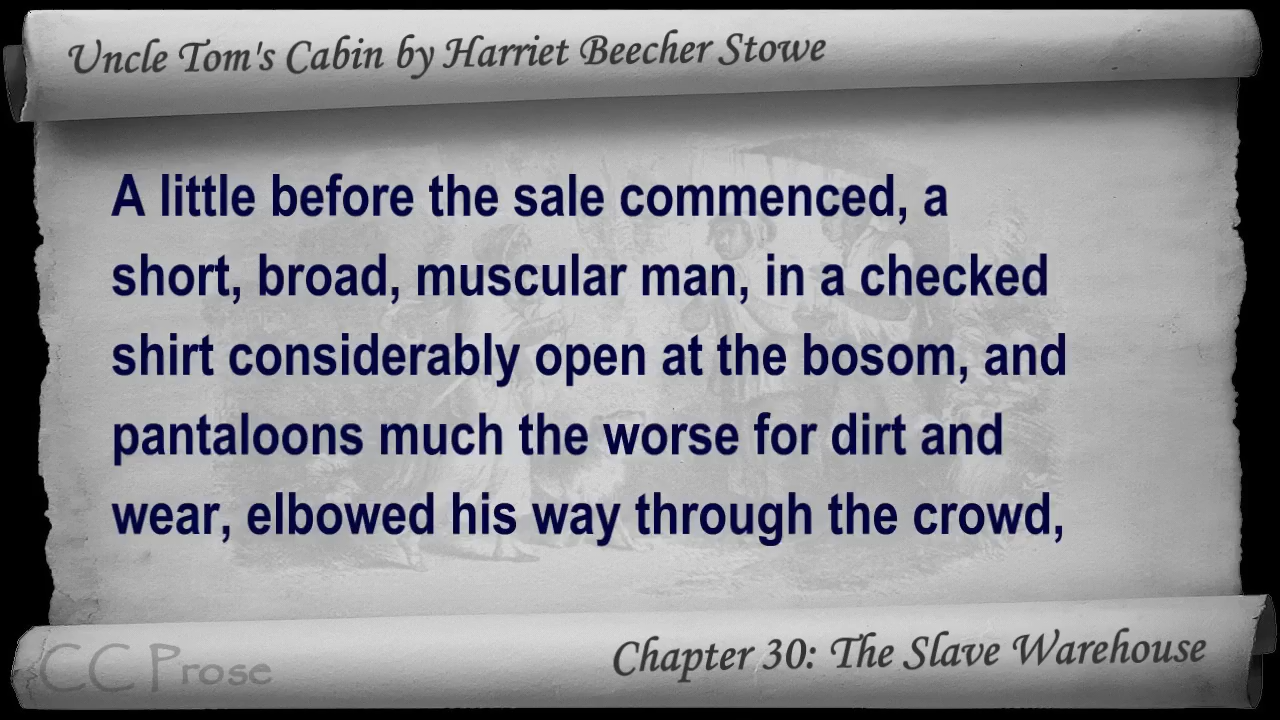 Uncle Tom's Cabin by Harriet Beecher Stowe
A little before the sale commenced, a
short, broad, muscular man, in a checked
shirt considerably open at the bosom, and
pantaloons much the worse for dirt and
wear, elbowed his way through the crowd,
CC Prose
Chapter 30: The Slave Warehouse